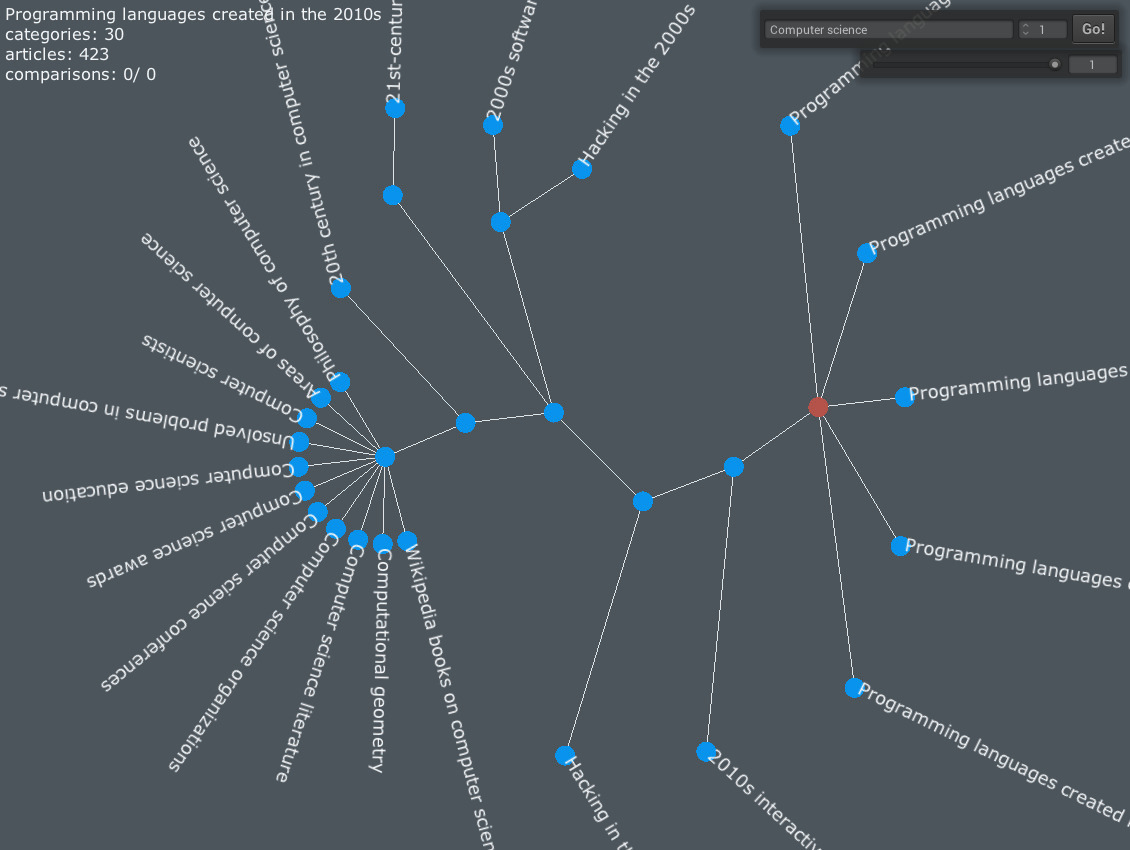 Programming languages created in the 2010s
categories: 30
articles: 423
comparisons: 0/ 0
Computer science
1
Go!
1
20th century in computer science
21st-centur
2000s softwar
Hacking in the 2000s
Programming languag
Programming languages create
Programming languages
Programming languages
Programming languages created
2010s interactiv
Hacking in th
Wikipedia books on computer scien
Computational geometry
Computer science literature
Computer science organizations
Computer science conferences
Computer science awards
Computer science education
Unsolved problems in computer s
Computer scientists
Areas of computer science
Philosophy of computer science